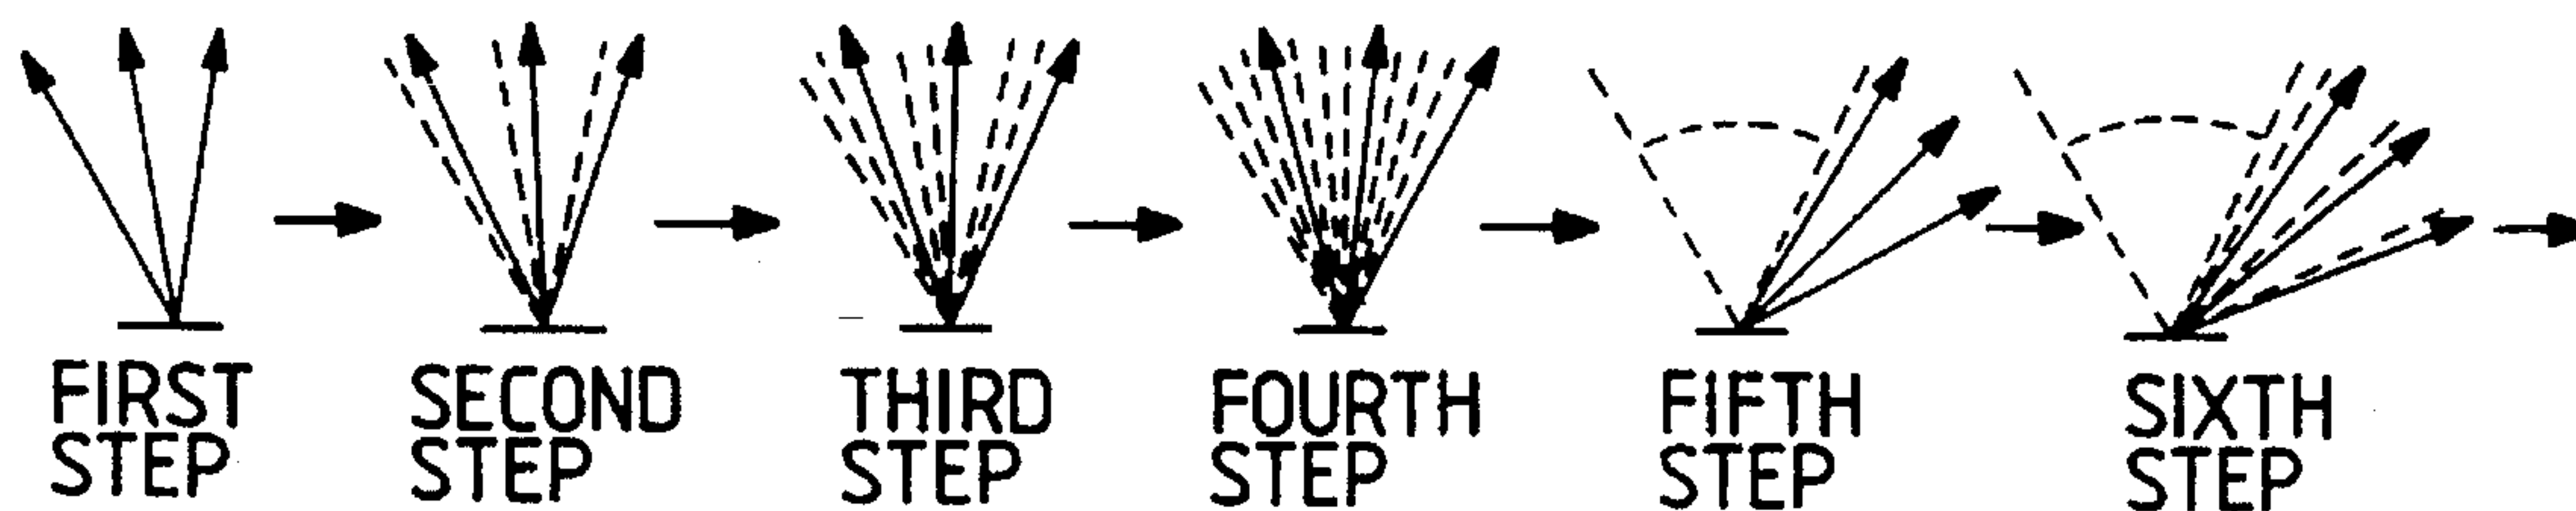 FIRST
STEP
SECOND
STEP
THIRD
STEP
FOURTH
STEP
FIFTH
STEP
SIXTH
STEP